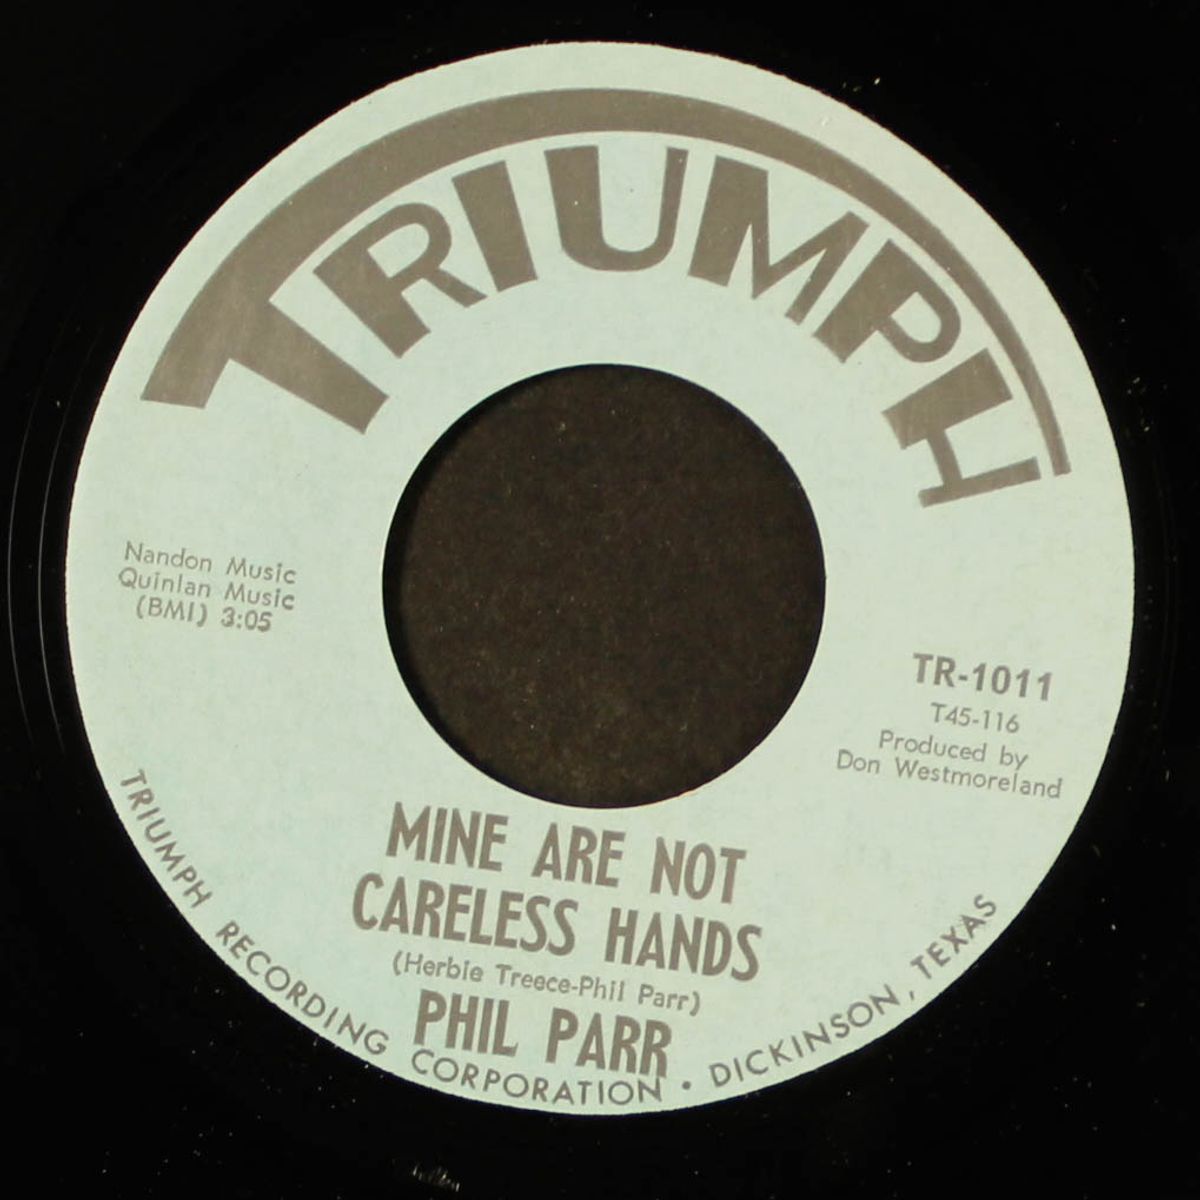 TRIUMPH
Nandon Music
Quinlan Music
(BMI) 3:05
TR-1011
T45-116
Produced by
Don Westmoreland
MINE ARE NOT
CARELESS HANDS
(Herbie Treece-Phil Parr)
PHIL PARR
TRIUMPH RECORDING CORPORATION • DICKINSON, TEXAS